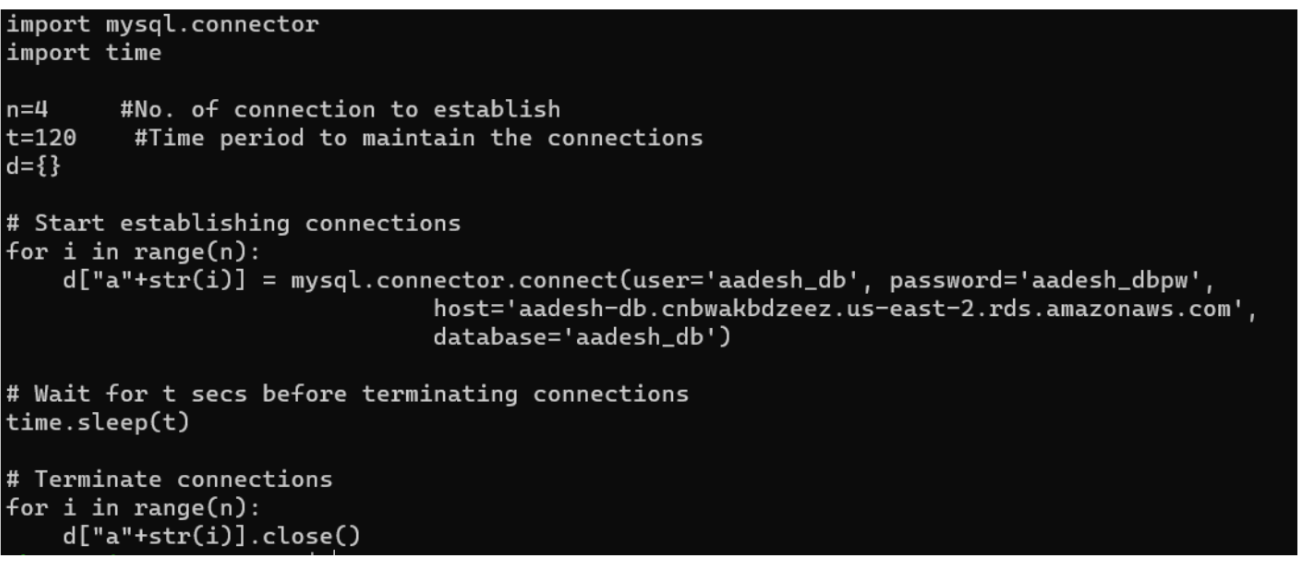 import mysql.connector
import time
n=4      #No. of connection to establish
t=120     #Time period to maintain the connections
d={}
# Start establishing connections
for i in range(n):
    d["a"+str(i)] = mysql.connector.connect(user='aadesh_db', password='aadesh_dbpw',
                                  host='aadesh-db.cnbwakbdzeez.us-east-2.rds.amazonaws.com',
                                  database='aadesh_db')
# Wait for t secs before terminating connections
time.sleep(t)
# Terminate connections
for i in range(n):
    d["a"+str(i)].close()